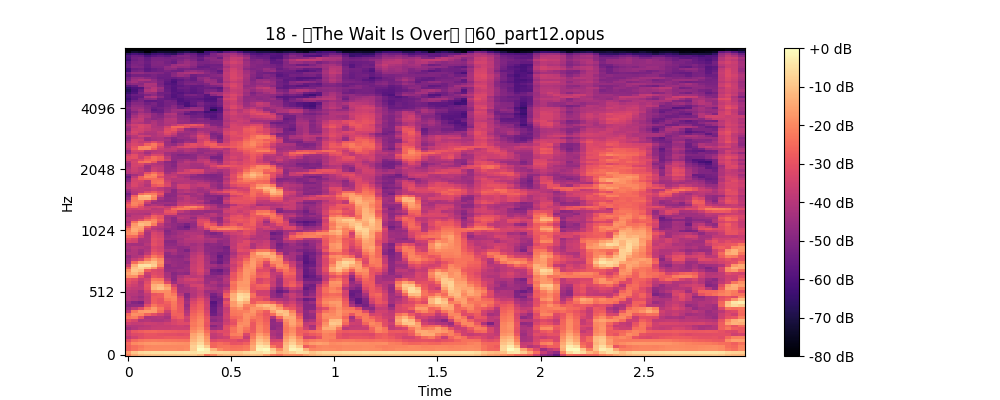 18 - ▯The Wait Is Over▯ ▯60_part12.opus
+0 dB
4096
-10 dB
-20 dB
2048
-30 dB
Hz
-40 dB
1024
-50 dB
512
-60 dB
-70 dB
0
-80 dB
0 0.5 1 1.5 2 2.5
Time